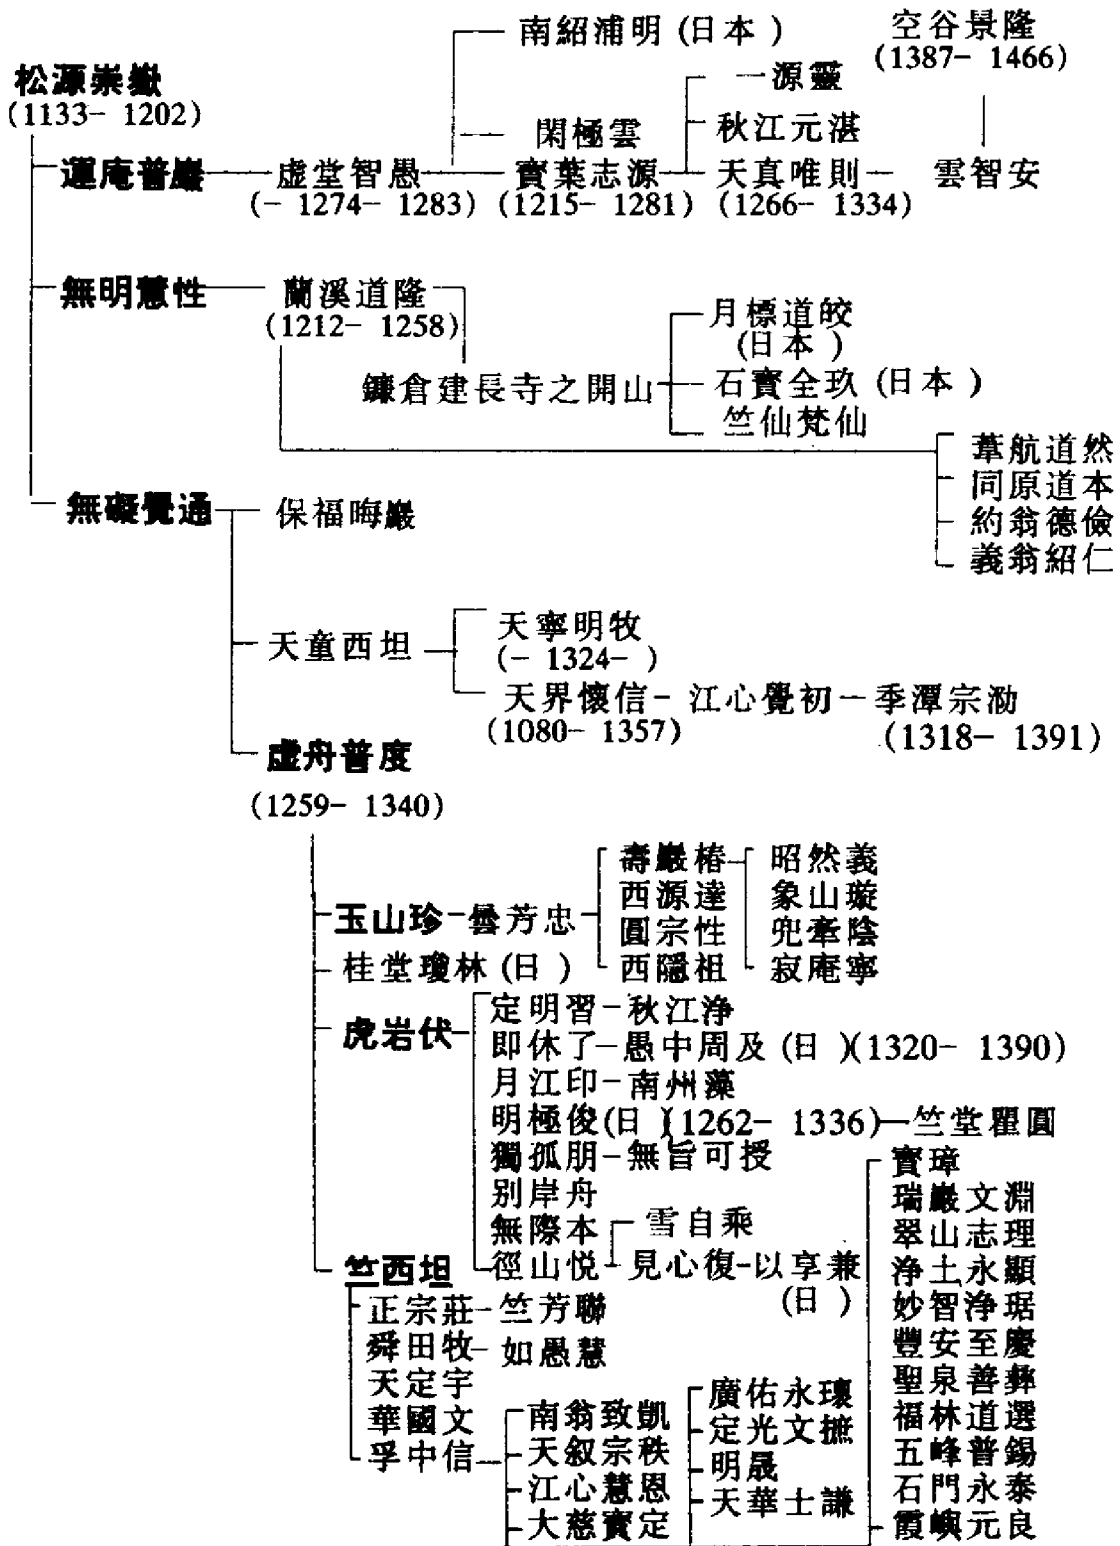 南紹浦明 (日本 )
空谷景隆
(1387- 1466)
松源崇嶽
(1133- 1202)
一源靈
閑極雲
秋江元湛
運庵普巖 虛堂智愚 寶葉志源 天真唯則 雲智安
(- 1274- 1283) (1215- 1281) (1266- 1334)
無明慧性 蘭溪道隆
(1212- 1258)
月標道皎
(日本 )
鐮倉建長寺之開山 石寶全玖 (日本 )
竺仙梵仙
葦航道然
同原道本
約翁德儉
義翁紹仁
無礙覺通 保福晦巖
天童西坦
天寧明牧
(- 1324- )
天界懷信 - 江心覺初 - 季潭宗泐
(1080- 1357) (1318- 1391)
虛舟普度
(1259- 1340)
壽巖椿 昭然義
西源達 象山璇
玉山珍 - 曇芳忠
圓宗性 兜率陰
桂堂瓊林 (日 ) 西隱祖 寂庵寧
定明習 - 秋江浄
虎岩伏 即休了 - 愚中周及 (日 )(1320- 1390)
月江印 - 南州藻
明極俊 (日 )(1262- 1336) — 竺堂瞿圓
獨孤朋 - 無旨可授
別岸舟
無際本 雪自乘
竺西坦 徑山悦 見心復 - 以享兼
(日 )
正宗莊 - 竺芳聯
舜田牧 - 如愚慧
天定宇
華國文
孚中信
南翁致凱
天叙宗秩
江心慧恩
大慈寶定
廣佑永瓌
定光文摭
明晟
天華士謙
寶璋
瑞巖文淵
翠山志理
浄土永顯
妙智浄琚
豐安至慶
聖泉善彝
福林道選
五峰普錫
石門永泰
霞嶼元良